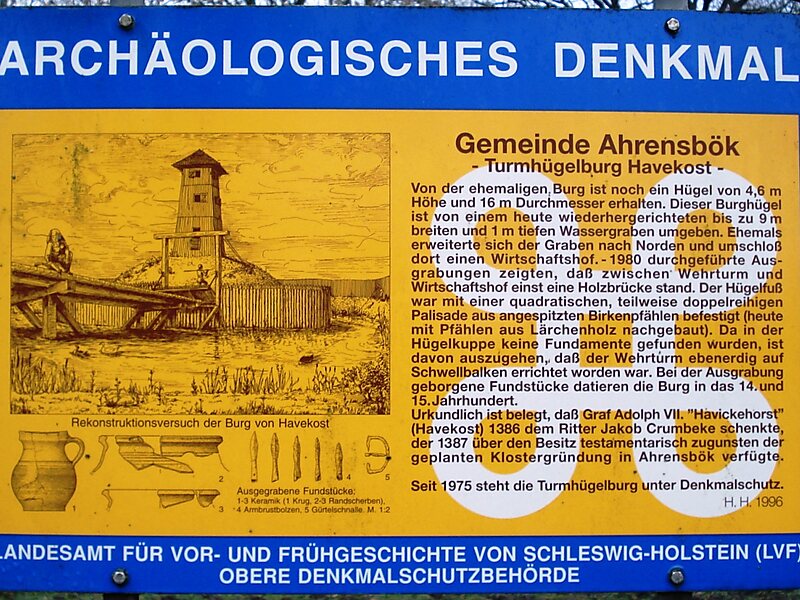 ARCHÄOLOGISCHES DENKMAL
Gemeinde Ahrensbök
- Turmhügelburg Havekost -
Von der ehemaligen Burg ist noch ein Hügel von 4,6 m
Höhe und 16 m Durchmesser erhalten. Dieser Burghügel
ist von einem heute wiederhergerichteten bis zu 9 m
breiten und 1 m tiefen Wassergraben umgeben. Ehemals
erweiterte sich der Graben nach Norden und umschloß
dort einen Wirtschaftshof. - 1980 durchgeführte Aus-
grabungen zeigten, daß zwischen Wehrturm und
Wirtschaftshof einst eine Holzbrücke stand. Der Hügelfuß
war mit einer quadratischen, teilweise doppelreihigen
Palisade aus angespitzten Birkenpfählen befestigt (heute
mit Pfählen aus Lärchenholz nachgebaut). Da in der
Hügelkuppe keine Fundamente gefunden wurden, ist
davon auszugehen, daß der Wehrturm ebenerdig auf
Schwellbalken errichtet worden war. Bei der Ausgrabung
geborgene Fundstücke datieren die Burg in das 14. und
15. Jahrhundert.
Urkundlich ist belegt, daß Graf Adolph VII. "Havickehorst"
(Havekost) 1386 dem Ritter Jakob Crumbeke schenkte,
der 1387 über den Besitz testamentarisch zugunsten der
geplanten Klostergründung in Ahrensbök verfügte.
Seit 1975 steht die Turmhügelburg unter Denkmalschutz.
H. H. 1996
Rekonstruktionsversuch der Burg von Havekost
1
2
3
4
5
Ausgegrabene Fundstücke:
1-3 Keramik (1 Krug, 2-3 Randscherben),
4 Armbrustbolzen, 5 Gürtelschnalle. M. 1:2
LANDESAMT FÜR VOR- UND FRÜHGESCHICHTE VON SCHLESWIG-HOLSTEIN (LVF)
OBERE DENKMALSCHUTZBEHÖRDE